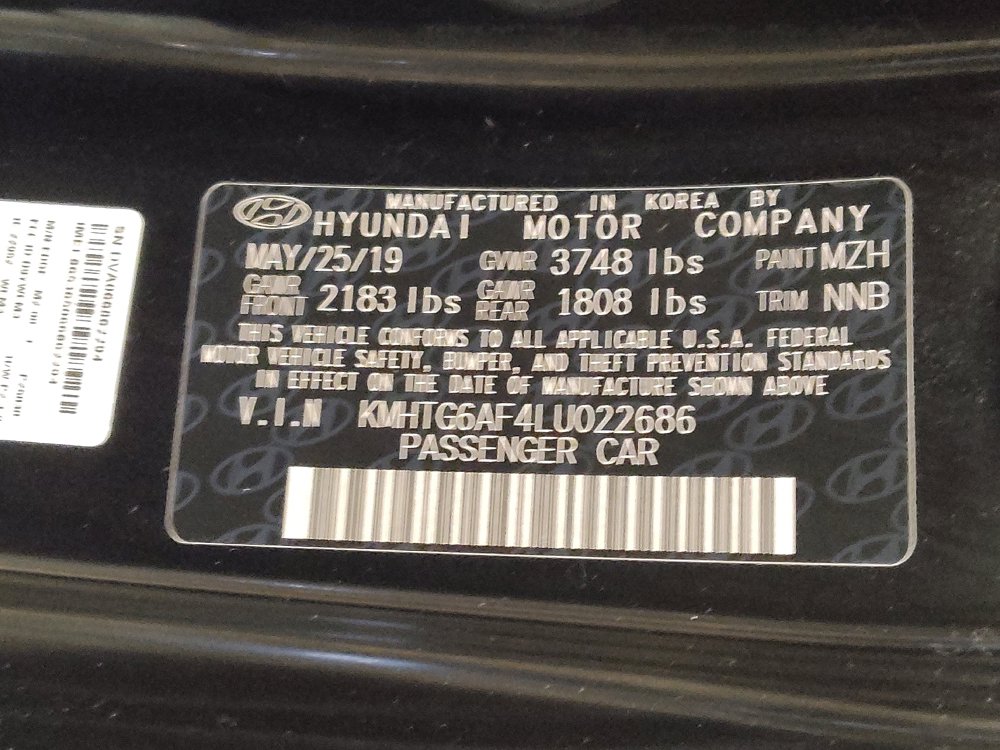 MANUFACTURED IN KOREA BY
HYUNDAI MOTOR COMPANY
MAY/25/19 GVWR 3748 lbs PAINT MZH
GAWR FRONT 2183 lbs GAWR REAR 1808 lbs TRIM NNB
THIS VEHICLE CONFORMS TO ALL APPLICABLE U.S.A. FEDERAL
MOTOR VEHICLE SAFETY, BUMPER, AND THEFT PREVENTION STANDARDS
IN EFFECT ON THE DATE OF MANUFACTURE SHOWN ABOVE
V.I.N KMHTG6AF4LU022686
PASSENGER CAR